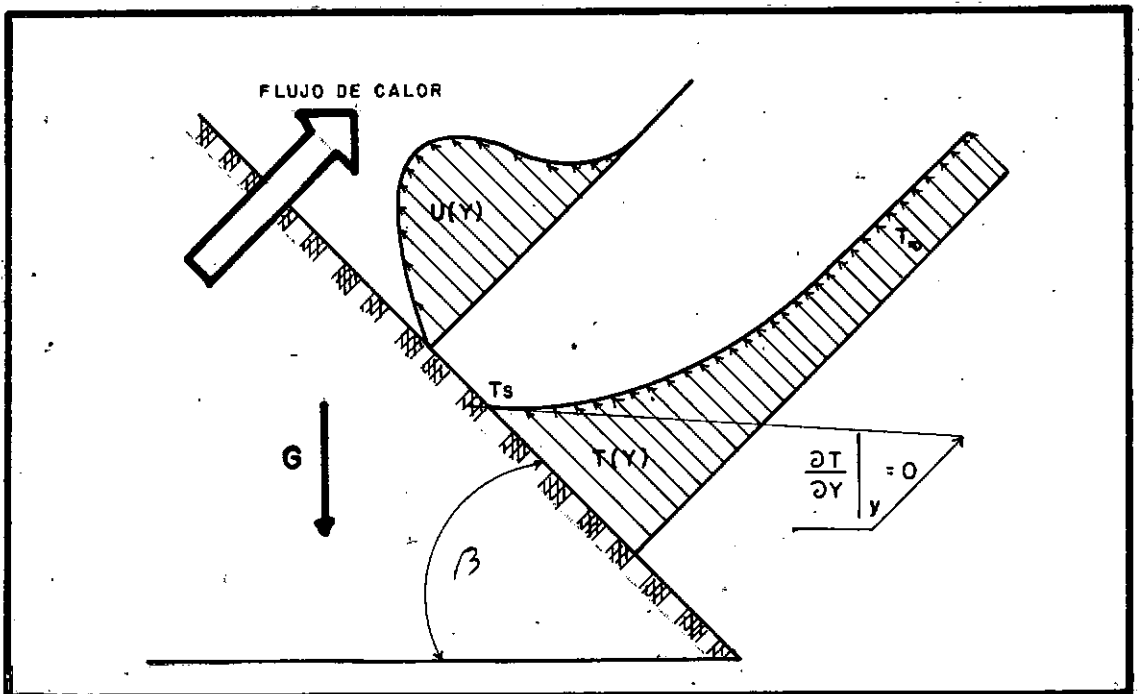 FLUJO DE CALOR
U(Y)
T∞
Ts
G
T(Y)
∂T/∂Y |y = 0
β